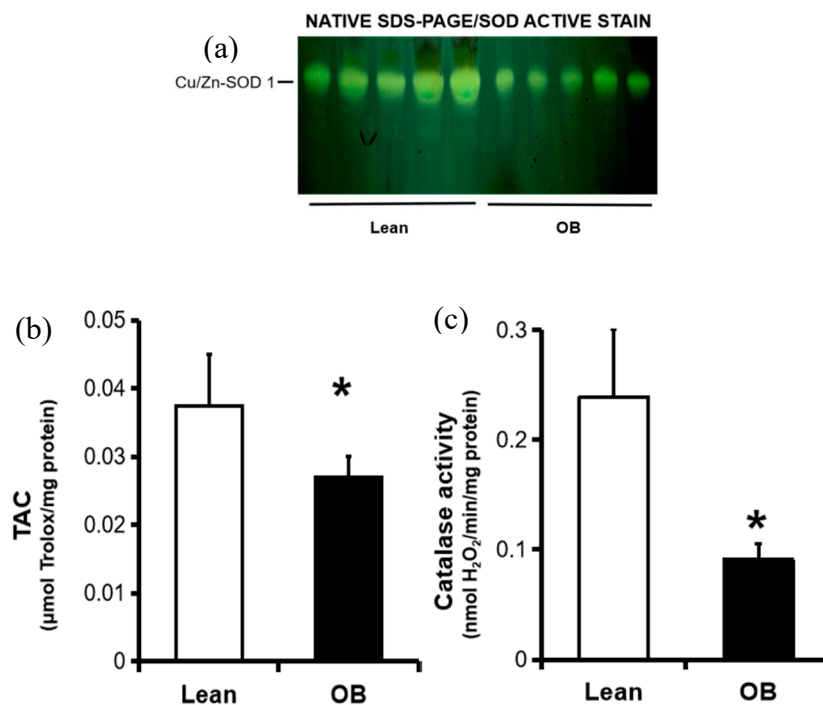 NATIVE SDS-PAGE/SOD ACTIVE STAIN
(a)
Cu/Zn-SOD 1
Lean OB
(b)
0.05
0.04
0.03
0.02
0.01
0
TAC
(µmol Trolox/mg protein)
*
Lean OB
(c)
0.3
0.2
0.1
0
Catalase activity
(nmol H₂O₂/min/mg protein)
*
Lean OB